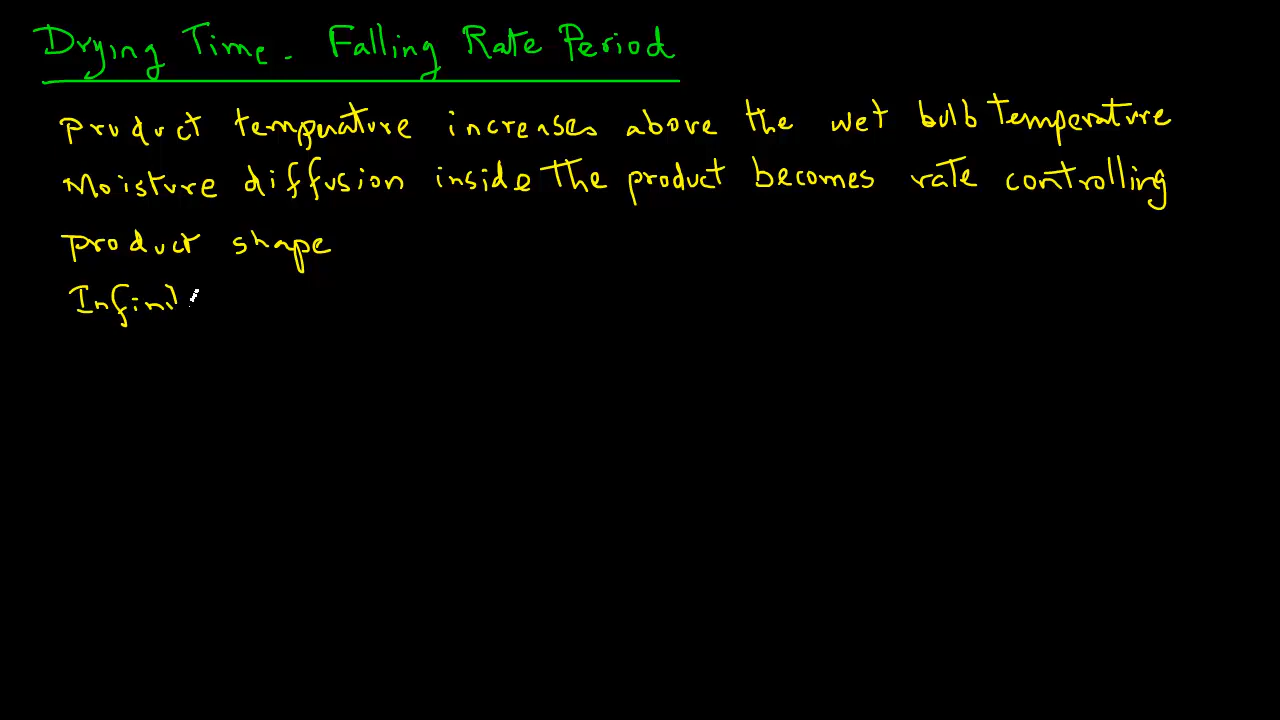 Drying Time - Falling Rate Period
Product temperature increases above the wet bulb temperature
Moisture diffusion inside the product becomes rate controlling
Product shape
Infinit